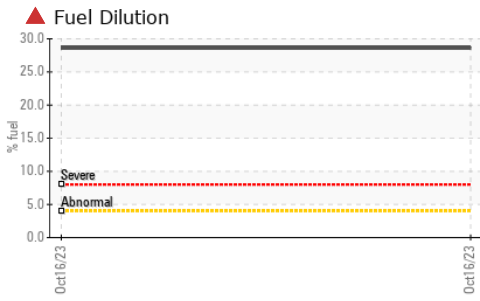 Fuel Dilution
30.0
25.0
20.0
15.0
10.0
5.0
0.0
% fuel
Severe
Abnormal
Oct16/23
Oct16/23